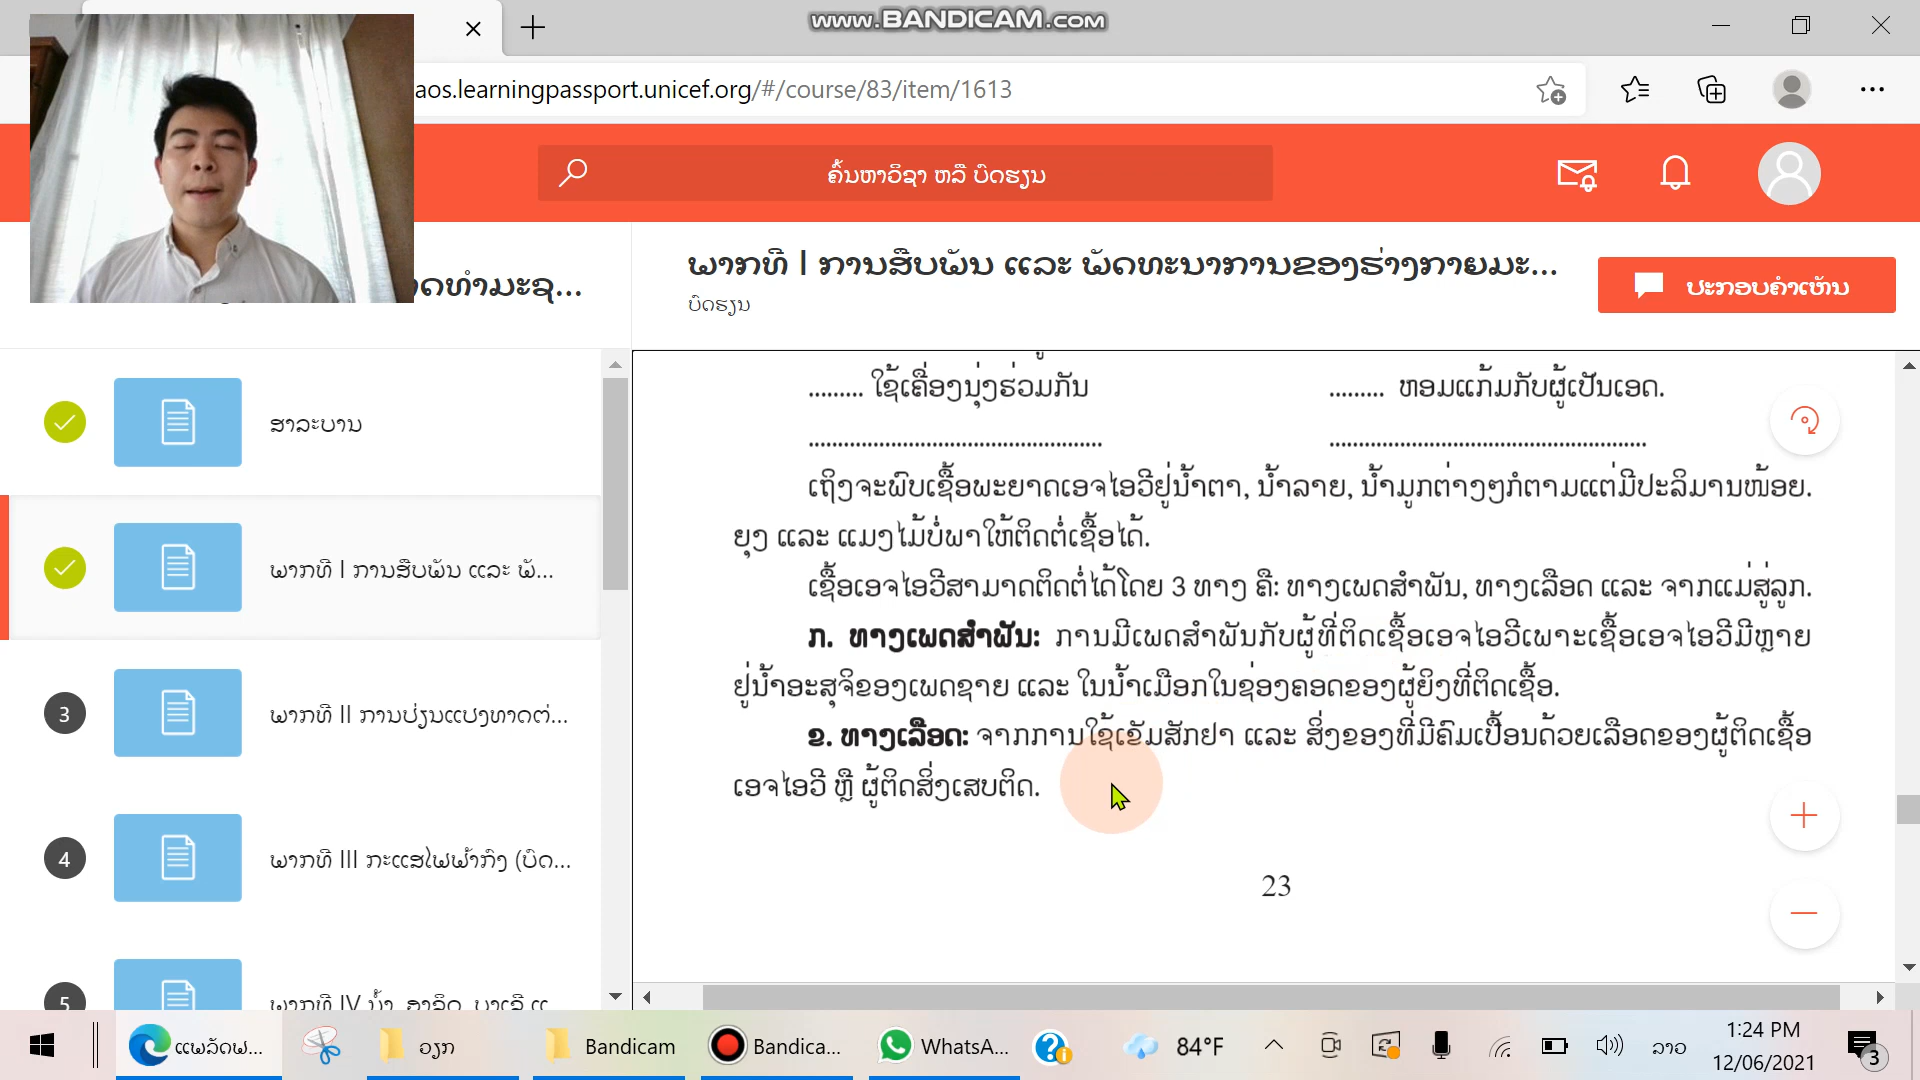 www.BANDICAM.com
aos.learningpassport.unicef.org/#/course/83/item/1613
ຄົ້ນຫາວິຊາ ຫລື ບົດຮຽນ
ດທຳມະຊ...
ພາກທີ I ການສືບພັນ ແລະ ພັດທະນາການຂອງຮ່າງກາຍມະ...
ບົດຮຽນ
ປະກອບຄຳເຫັນ
ສາລະບານ
ພາກທີ I ການສືບພັນ ແລະ ພັ...
3 ພາກທີ II ການປ່ຽນແປງທາດຕ່...
4 ພາກທີ III ກະແສໄຟຟ້າກົງ (ບົດ...
5 ພາກທີ IV
......... ໃຊ້ເຄື່ອງນຸ່ງຮ່ວມກັນ ......... ຫອມແກ້ມກັບຜູ້ເປັນເອດ.
ເຖິງຈະພົບເຊື້ອພະຍາດເອຈໄອວີຢູ່ນ້ຳຕາ, ນ້ຳລາຍ, ນ້ຳມູກຕ່າງໆກໍຕາມແຕ່ມີປະລິມານໜ້ອຍ.
ຍຸງ ແລະ ແມງໄມ້ບໍ່ພາໃຫ້ຕິດຕໍ່ເຊື້ອໄດ້.
ເຊື້ອເອຈໄອວີສາມາດຕິດຕໍ່ໄດ້ໂດຍ 3 ທາງ ຄື: ທາງເພດສຳພັນ, ທາງເລືອດ ແລະ ຈາກແມ່ສູ່ລູກ.
ກ. ທາງເພດສຳພັນ: ການມີເພດສຳພັນກັບຜູ້ທີ່ຕິດເຊື້ອເອຈໄອວີເພາະເຊື້ອເອຈໄອວີມີຫຼາຍ
ຢູ່ນ້ຳອະສຸຈິຂອງເພດຊາຍ ແລະ ໃນນ້ຳເມືອກໃນຊ່ອງຄອດຂອງຜູ້ຍິງທີ່ຕິດເຊື້ອ.
ຂ. ທາງເລືອດ: ຈາກການໃຊ້ເຂັມສັກຢາ ແລະ ສິ່ງຂອງທີ່ມີຄົມເປື້ອນດ້ວຍເລືອດຂອງຜູ້ຕິດເຊື້ອ
ເອຈໄອວີ ຫຼື ຜູ້ຕິດສິ່ງເສບຕິດ.
23
ແພລັດຟ...
ວຽກ
Bandicam
Bandica...
WhatsA...
84°F
ລາວ
1:24 PM
12/06/2021
3